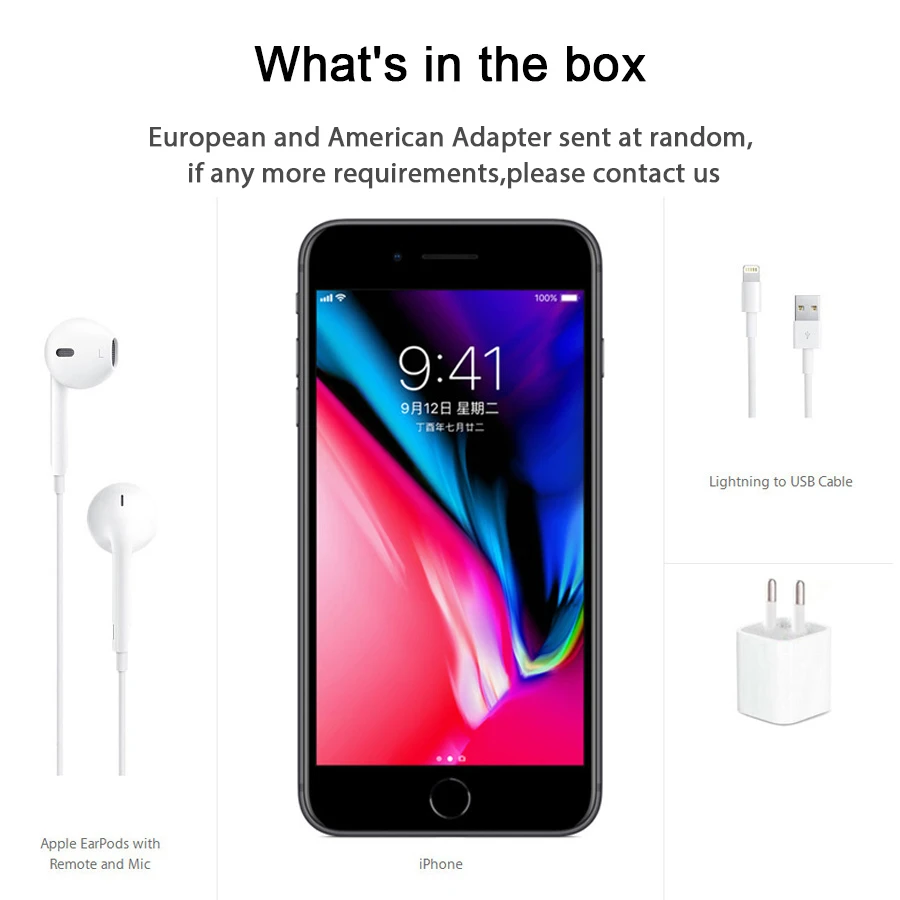 What's in the box
European and American Adapter sent at random,
if any more requirements,please contact us
L
100%
9:41
9月12日 星期二
丁酉年七月廿二
Lightning to USB Cable
Apple EarPods with
Remote and Mic
iPhone